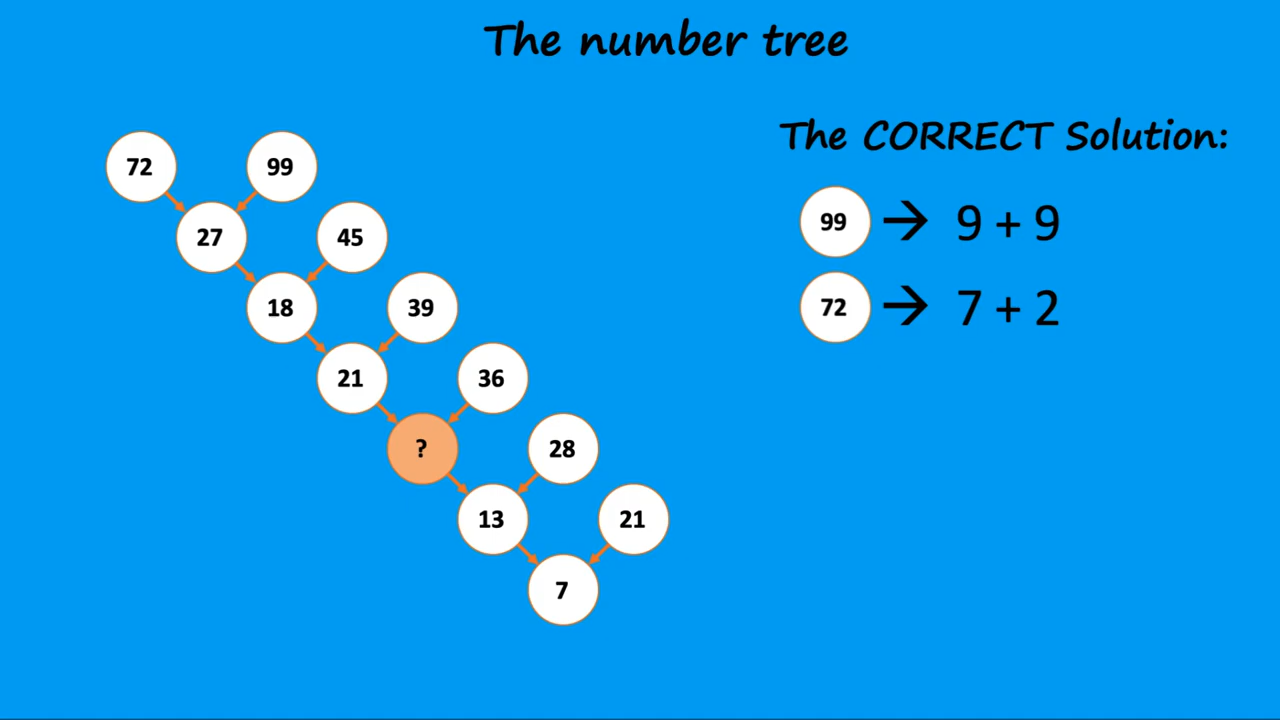 The number tree
The CORRECT Solution:
72 99
27 45
18 39
21 36
? 28
13 21
7
99 → 9 + 9
72 → 7 + 2